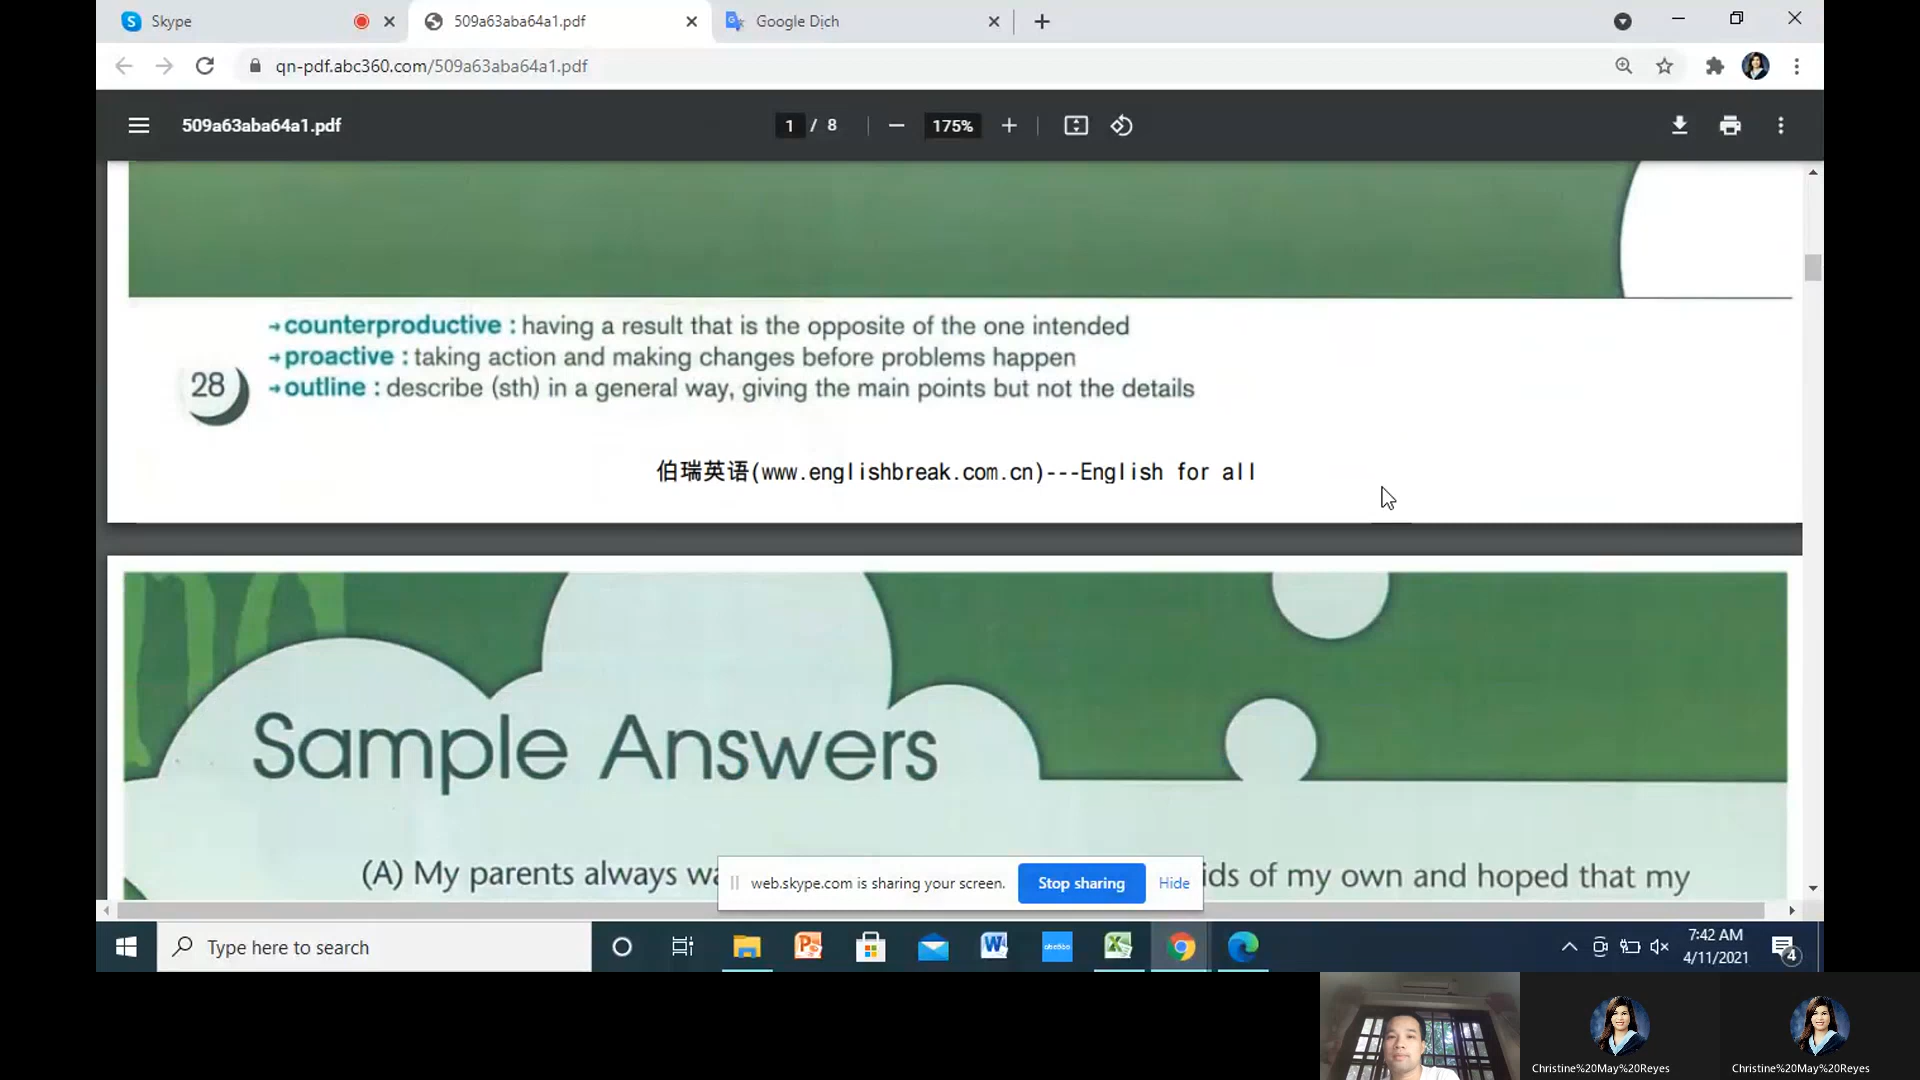 Skype
509a63aba64a1.pdf
Google Dịch
qn-pdf.abc360.com/509a63aba64a1.pdf
509a63aba64a1.pdf
1 / 8
175%
→counterproductive : having a result that is the opposite of the one intended
→proactive : taking action and making changes before problems happen
→outline : describe (sth) in a general way, giving the main points but not the details
28
伯瑞英语(www.englishbreak.com.cn)---English for all
Sample Answers
(A) My parents always wa
ids of my own and hoped that my
web.skype.com is sharing your screen.
Stop sharing
Hide
Type here to search
7:42 AM
4/11/2021
4
Christine%20May%20Reyes
Christine%20May%20Reyes